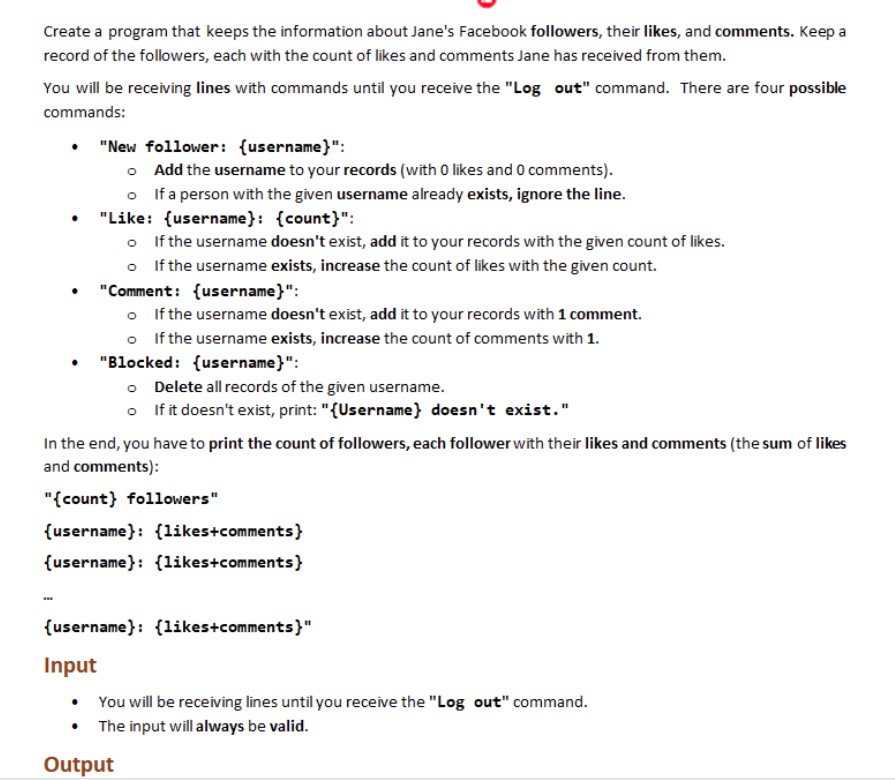 Create a program that keeps the information about Jane's Facebook followers, their likes, and comments. Keep a
record of the followers, each with the count of likes and comments Jane has received from them.
You will be receiving lines with commands until you receive the "Log out" command. There are four possible
commands:
• "New follower: {username}":
o Add the username to your records (with 0 likes and 0 comments).
o If a person with the given username already exists, ignore the line.
• "Like: {username}: {count}":
o If the username doesn't exist, add it to your records with the given count of likes.
o If the username exists, increase the count of likes with the given count.
• "Comment: {username}":
o If the username doesn't exist, add it to your records with 1 comment.
o If the username exists, increase the count of comments with 1.
• "Blocked: {username}":
o Delete all records of the given username.
o If it doesn't exist, print: "{Username} doesn't exist."
In the end, you have to print the count of followers, each follower with their likes and comments (the sum of likes
and comments):
"{count} followers"
{username}: {likes+comments}
{username}: {likes+comments}
…
{username}: {likes+comments}"
Input
• You will be receiving lines until you receive the "Log out" command.
• The input will always be valid.
Output